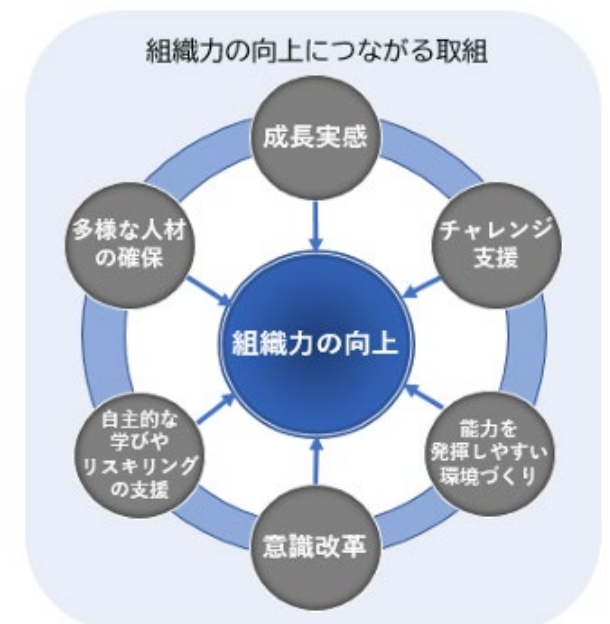 組織力の向上につながる取組
成長実感
多様な人材
の確保
チャレンジ
支援
組織力の向上
自主的な
学びや
リスキリング
の支援
能力を
発揮しやすい
環境づくり
意識改革